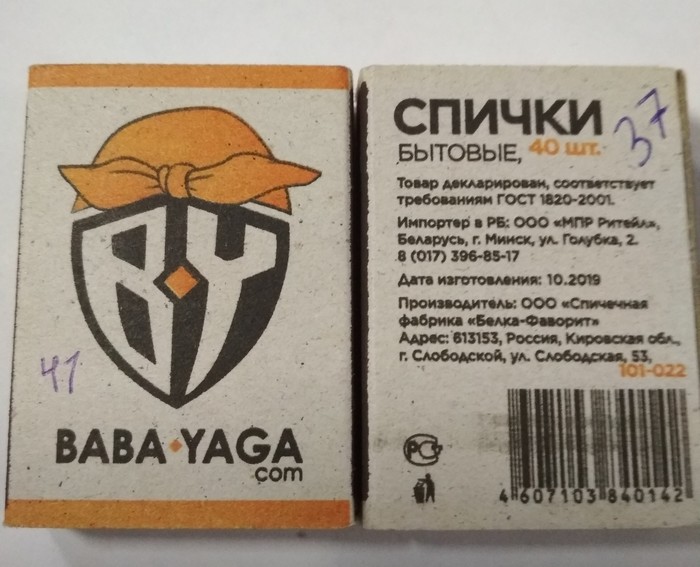 BY
41
BABA YAGA
com
СПИЧКИ
37
БЫТОВЫЕ, 40 шт.
Товар декларирован, соответствует
требованиям ГОСТ 1820-2001.
Импортер в РБ: ООО «МПР Ритейл»,
Беларусь, г. Минск, ул. Голубка, 2.
8 (017) 396-85-17
Дата изготовления: 10.2019
Производитель: ООО «Спичечная
фабрика «Белка-Фаворит»
Адрес: 613153, Россия, Кировская обл.,
г. Слободской, ул. Слободская, 53,
101-022
РСТ
4 607103 840142